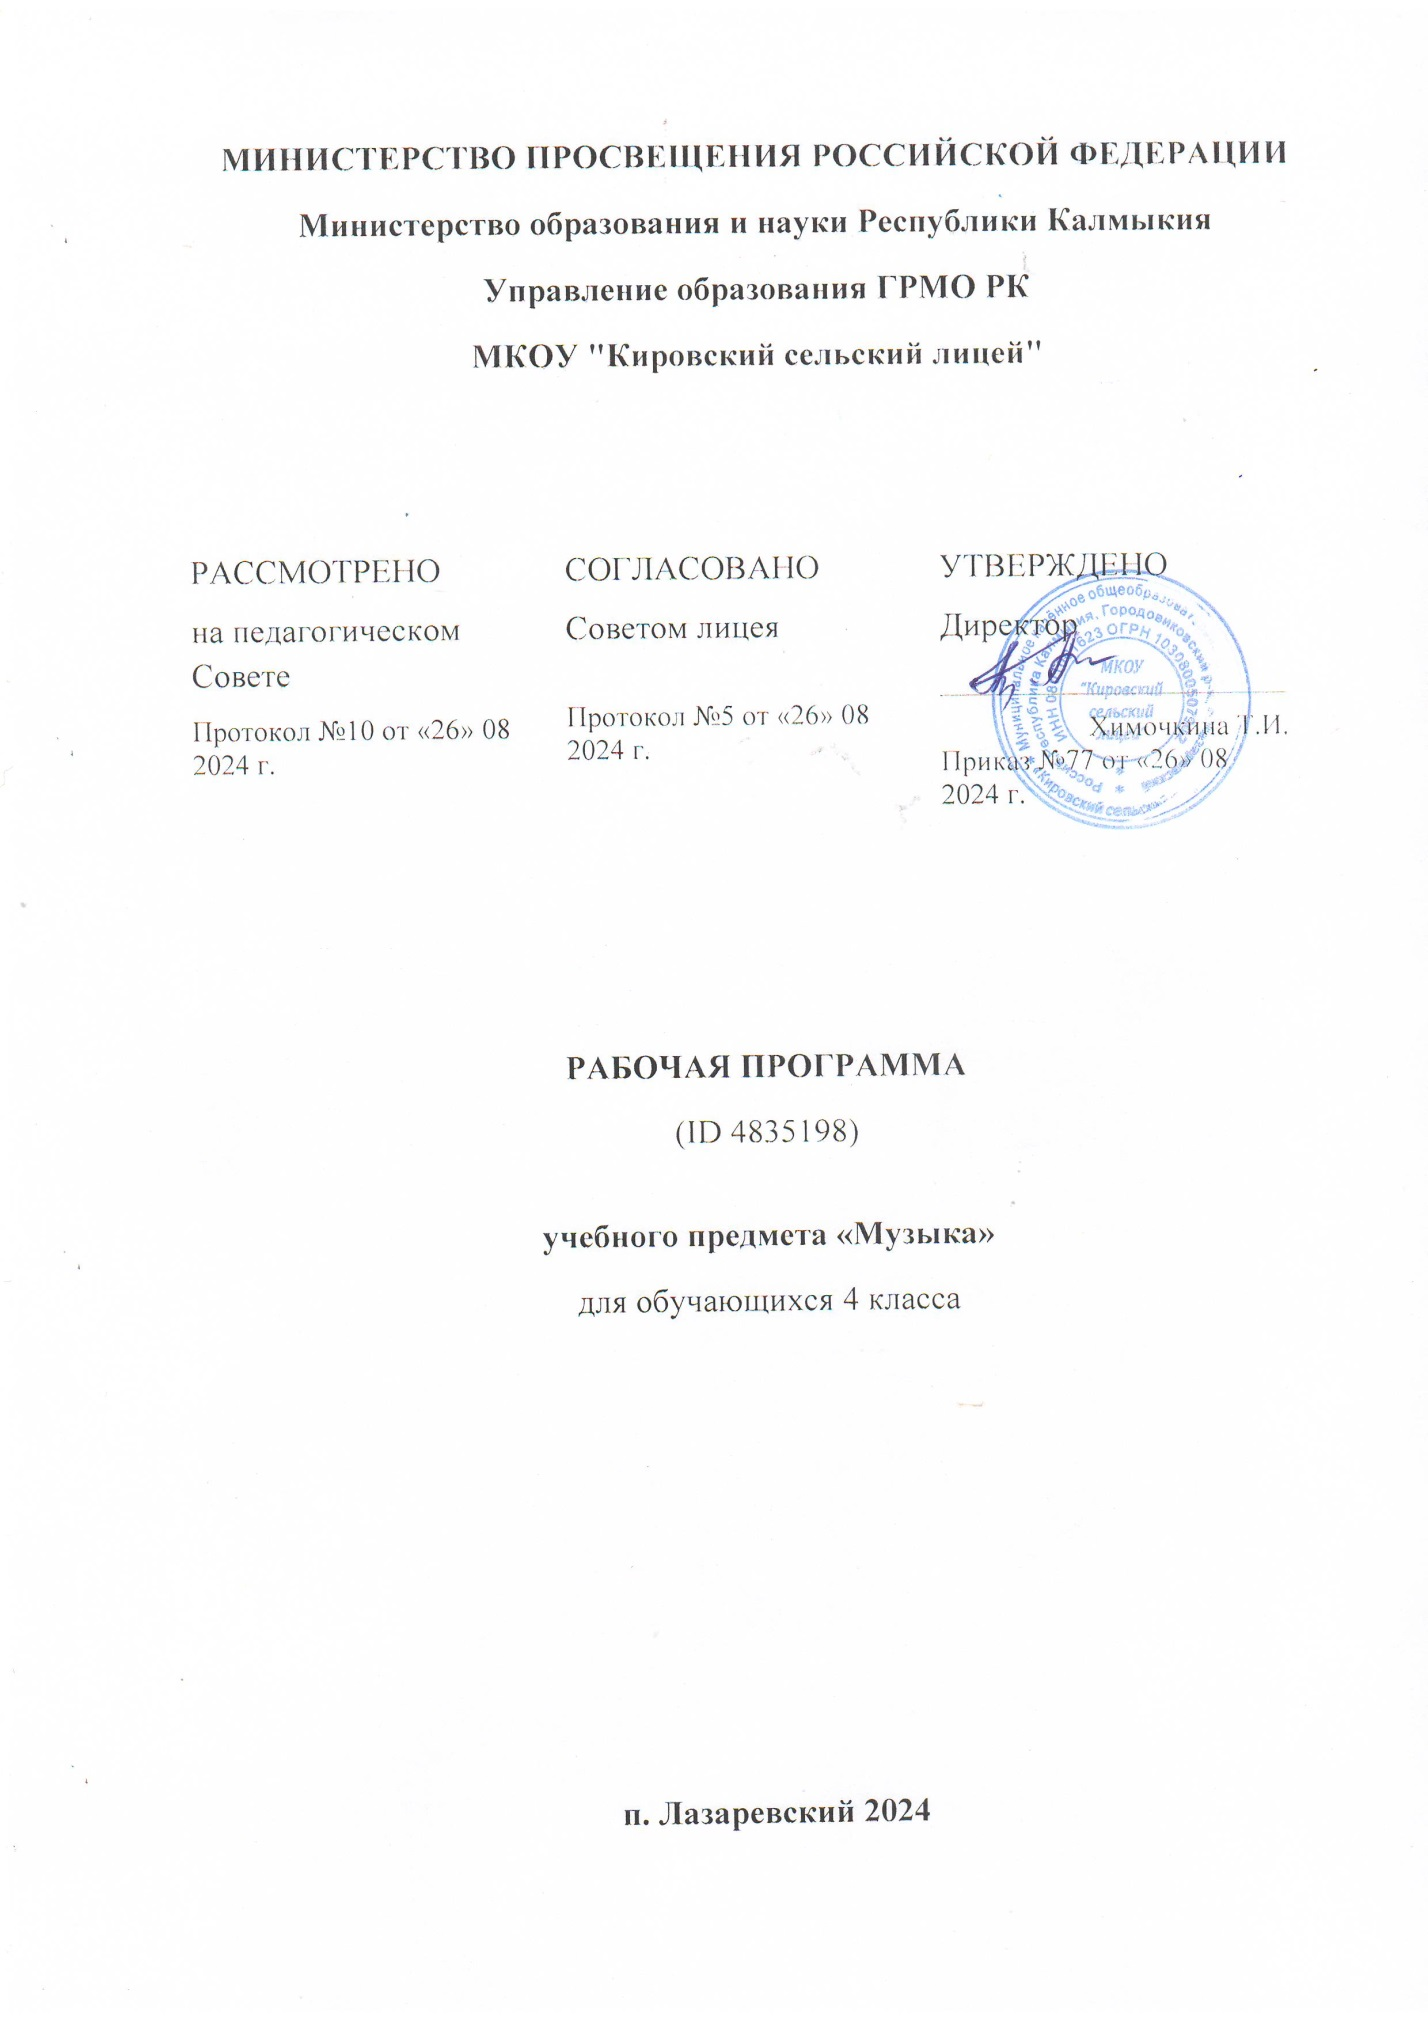 МИНИСТЕРСТВО ПРОСВЕЩЕНИЯ РОССИЙСКОЙ ФЕДЕРАЦИИ
Министерство образования и науки Республики Калмыкия
Управление образования ГРМО РК
МКОУ "Кировский сельский лицей"
РАССМОТРЕНО
на педагогическом
Совете
Протокол №10 от «26» 08
2024 г.
СОГЛАСОВАНО
Советом лицея
Протокол №5 от «26» 08
2024 г.
УТВЕРЖДЕНО
Директор
Химочкина Т.И.
Приказ №77 от «26» 08
2024 г.
МКОУ
"Кировский
сельский
РАБОЧАЯ ПРОГРАММА
(ID 4835198)
учебного предмета «Музыка»
для обучающихся 4 класса
п. Лазаревский 2024